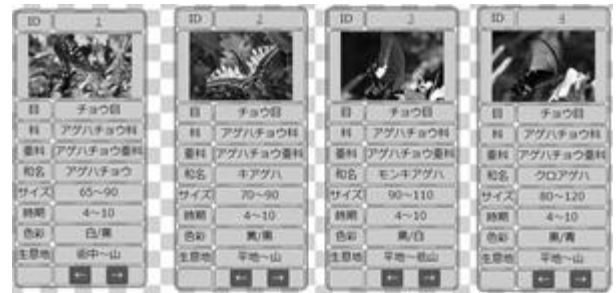 ID 1
目 チョウ目
科 アゲハチョウ科
亜科 アゲハチョウ亜科
和名 アゲハチョウ
サイズ 65～90
時期 4～10
色彩 白/黒
生息地 街中～山
← →
ID 2
目 チョウ目
科 アゲハチョウ科
亜科 アゲハチョウ亜科
和名 キアゲハ
サイズ 70～90
時期 4～10
色彩 黄/黒
生息地 平地～山
← →
ID 3
目 チョウ目
科 アゲハチョウ科
亜科 アゲハチョウ亜科
和名 モンキアゲハ
サイズ 90～110
時期 4～10
色彩 黒/白
生息地 平地～低山
← →
ID 4
目 チョウ目
科 アゲハチョウ科
亜科 アゲハチョウ亜科
和名 クロアゲハ
サイズ 80～120
時期 4～10
色彩 黒/青
生息地 平地～山
← →